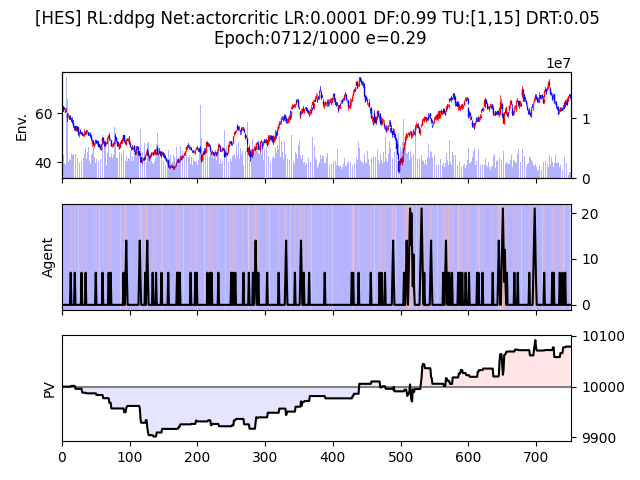 [HES] RL:ddpg Net:actorcritic LR:0.0001 DF:0.99 TU:[1,15] DRT:0.05
Epoch:0712/1000 e=0.29
1e7
Env.
60
40
1
0
Agent
20
10
0
PV
10100
10000
9900
0 100 200 300 400 500 600 700